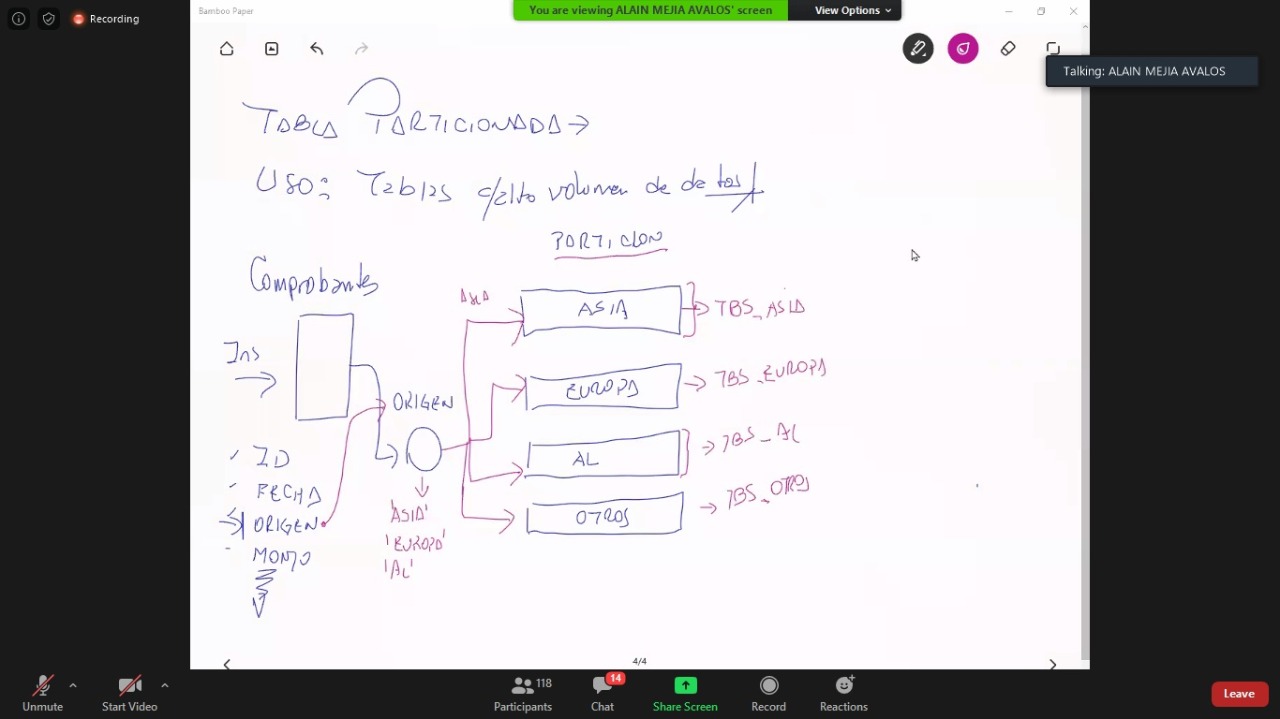 Bamboo Paper
You are viewing ALAIN MEJIA AVALOS' screen
View Options
Recording
Talking: ALAIN MEJIA AVALOS
TABLA PARTICIONADA →
USO: Tablas c/alto volumen de datos
PARTICION
Comprobantes
ASIA
ASIA
→ TBS_ASIA
Ins
EUROPA
→ TBS_EUROPA
ORIGEN
AL
→ TBS_AL
ID
FECHA
ORIGEN
MONTO
'ASIA'
'EUROPA'
'AL'
OTROS
→ TBS_OTROS
4/4
Unmute
Start Video
118
Participants
14
Chat
Share Screen
Record
Reactions
Leave